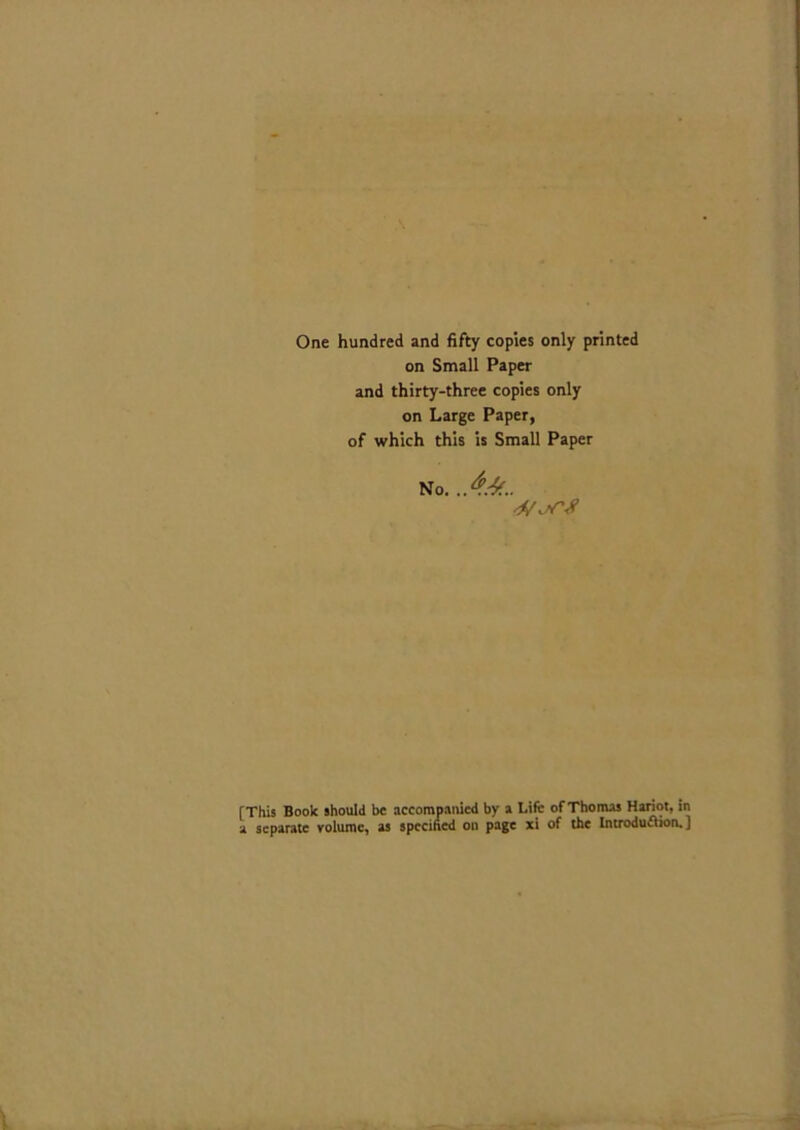 One hundred and fifty copies only printed
on Small Paper
and thirty-three copies only
on Large Paper,
of which this is Small Paper
No.
[This Book should be accompanied by a Life of Thomas Hariot, in
a separate volume, as specified on page xi of the Introduction.]